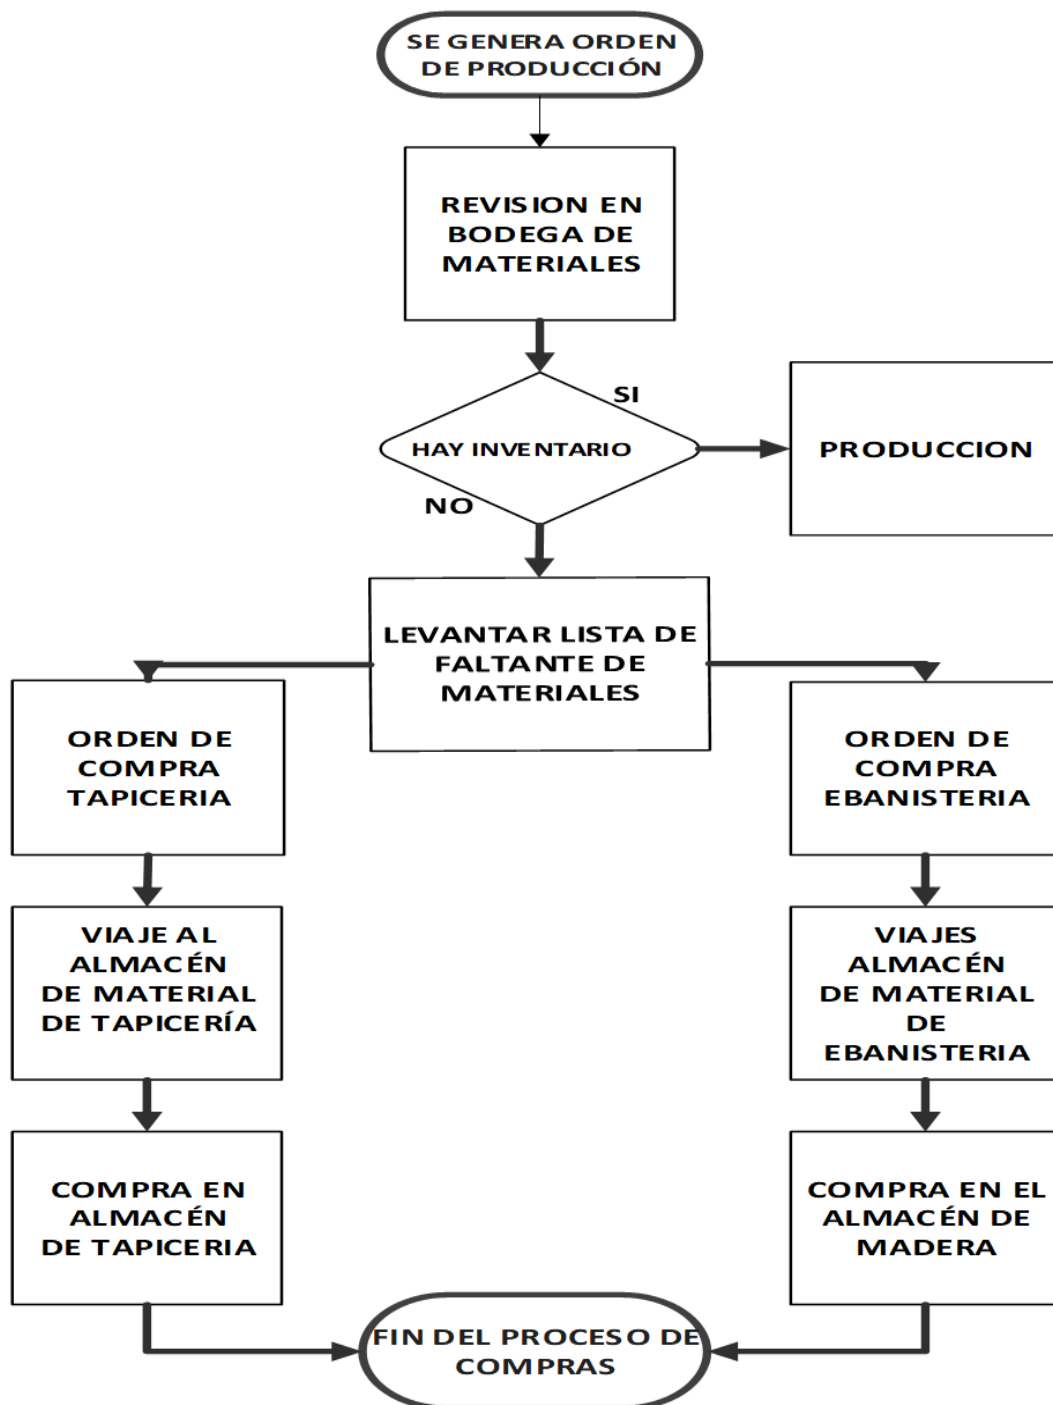 SE GENERA ORDEN
DE PRODUCCIÓN
REVISION EN
BODEGA DE
MATERIALES
SI
HAY INVENTARIO
NO
PRODUCCION
LEVANTAR LISTA DE
FALTANTE DE
MATERIALES
ORDEN DE
COMPRA
TAPICERIA
ORDEN DE
COMPRA
EBANISTERIA
VIAJE AL
ALMACÉN
DE MATERIAL
DE TAPICERÍA
VIAJES
ALMACÉN
DE MATERIAL
DE
EBANISTERIA
COMPRA EN
ALMACÉN
DE TAPICERIA
COMPRA EN EL
ALMACÉN DE
MADERA
FIN DEL PROCESO DE
COMPRAS